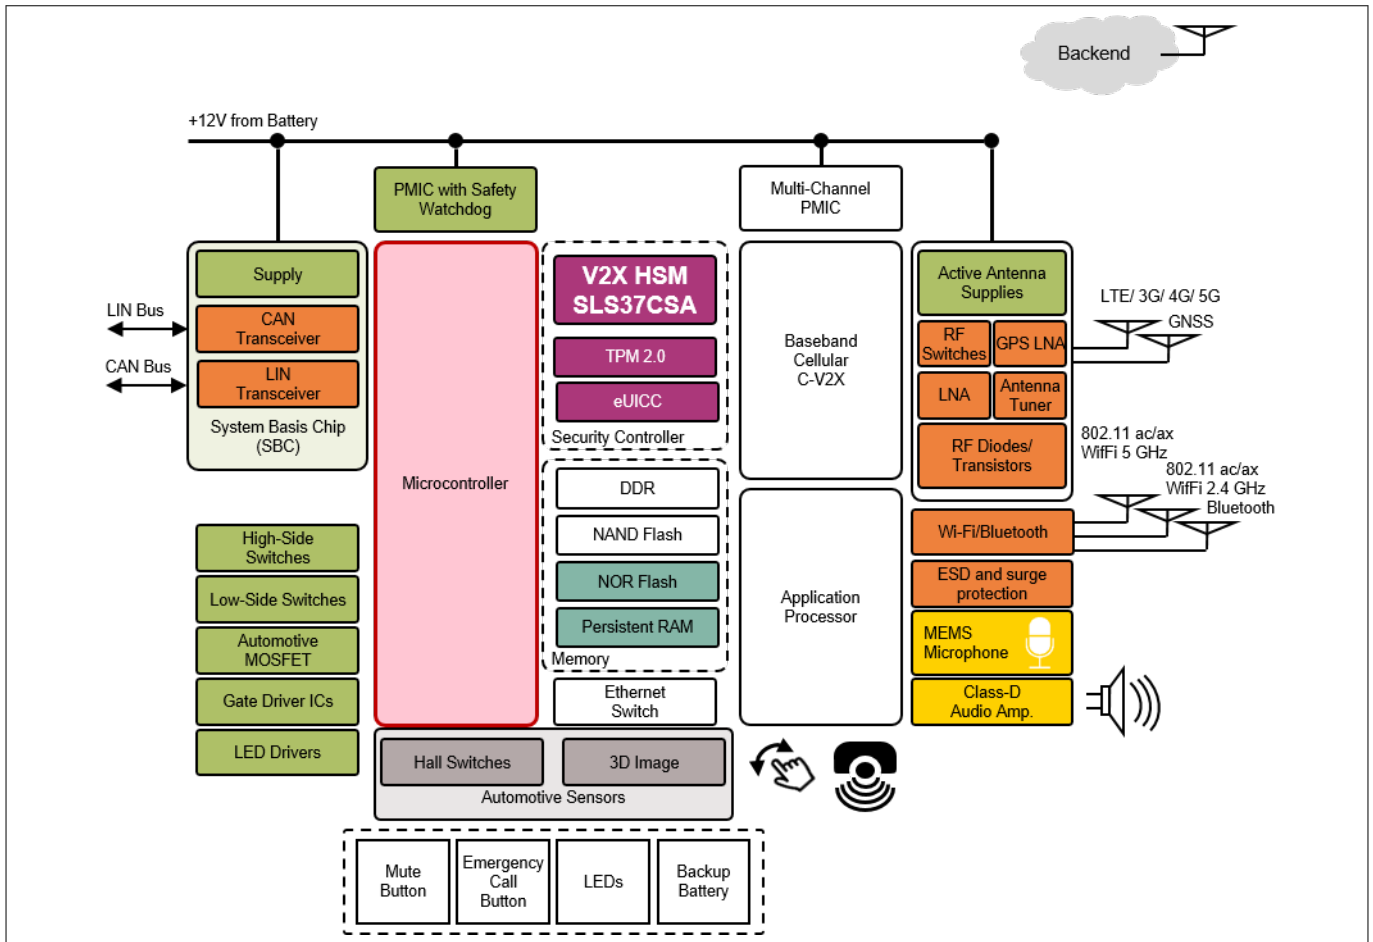 Backend
+12V from Battery
PMIC with Safety
Watchdog
Multi-Channel
PMIC
Supply
CAN
Transceiver
LIN
Transceiver
System Basis Chip
(SBC)
LIN Bus
CAN Bus
Microcontroller
V2X HSM
SLS37CSA
TPM 2.0
eUICC
Security Controller
DDR
NAND Flash
NOR Flash
Persistent RAM
Memory
Ethernet
Switch
Baseband
Cellular
C-V2X
Application
Processor
Active Antenna
Supplies
RF
Switches
GPS LNA
LNA
Antenna
Tuner
RF Diodes/
Transistors
LTE/ 3G/ 4G/ 5G
GNSS
802.11 ac/ax
WifFi 5 GHz
802.11 ac/ax
WifFi 2.4 GHz
Bluetooth
Wi-Fi/Bluetooth
ESD and surge
protection
MEMS
Microphone
Class-D
Audio Amp.
High-Side
Switches
Low-Side Switches
Automotive
MOSFET
Gate Driver ICs
LED Drivers
Hall Switches
3D Image
Automotive Sensors
Mute
Button
Emergency
Call
Button
LEDs
Backup
Battery